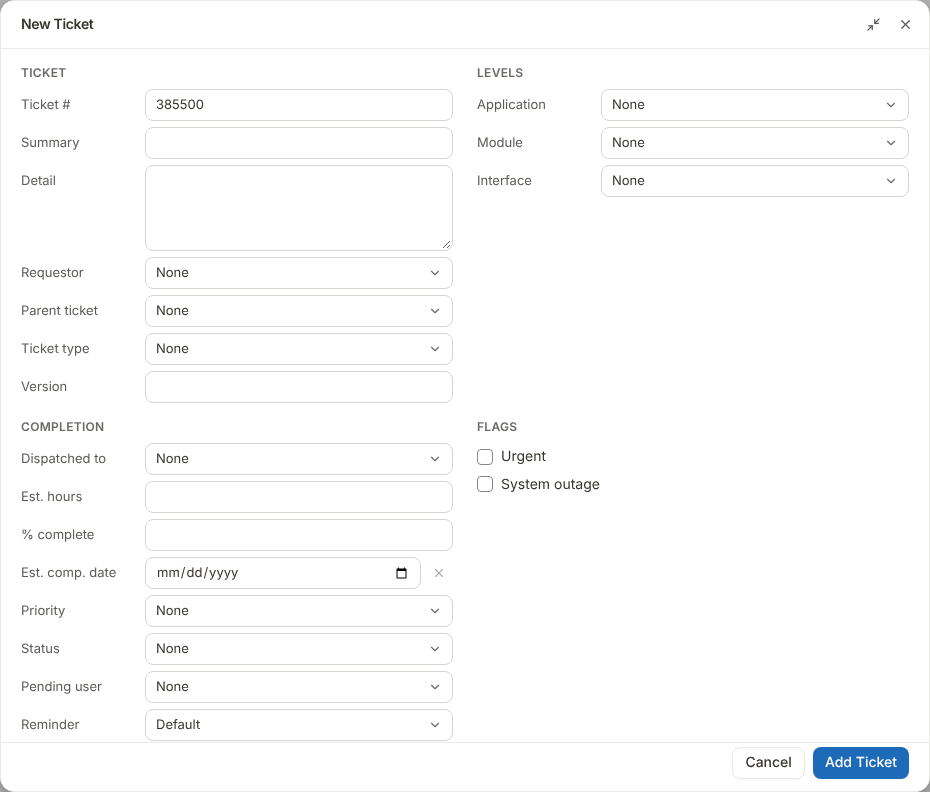 New Ticket
TICKET
Ticket # 385500
Summary
Detail
Requestor None
Parent ticket None
Ticket type None
Version
LEVELS
Application None
Module None
Interface None
COMPLETION
Dispatched to None
Est. hours
% complete
Est. comp. date mm/dd/yyyy
Priority None
Status None
Pending user None
Reminder Default
FLAGS
Urgent
System outage
Cancel Add Ticket